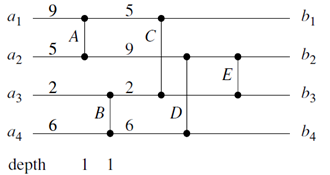 a₁ 9 5 b₁
A C
a₂ 5 9 b₂
E
a₃ 2 2 b₃
B D
a₄ 6 6 b₄
depth 1 1